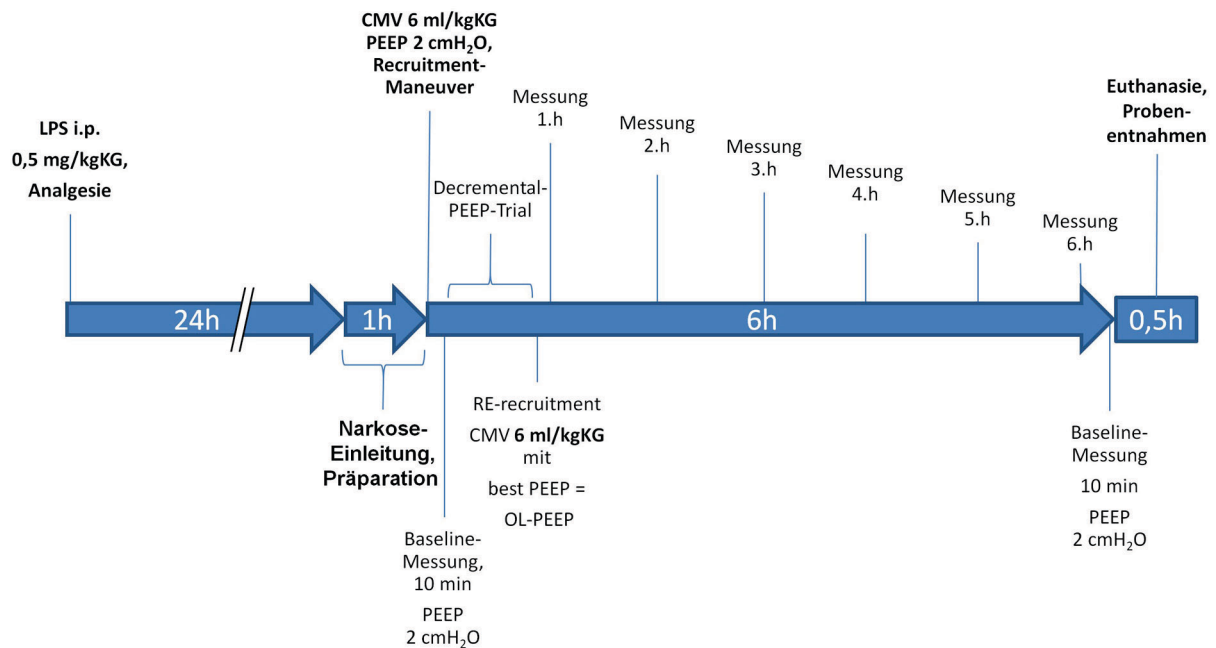 LPS i.p.
0,5 mg/kgKG,
Analgesie
CMV 6 ml/kgKG
PEEP 2 cmH₂O,
Recruitment-
Maneuver
Decremental-
PEEP-Trial
Messung
1.h
Messung
2.h
Messung
3.h
Messung
4.h
Messung
5.h
Messung
6.h
Euthanasie,
Proben-
entnahmen
24h
1h
6h
0,5h
Narkose-
Einleitung,
Präparation
Baseline-
Messung,
10 min
PEEP
2 cmH₂O
RE-recruitment
CMV 6 ml/kgKG
mit
best PEEP =
OL-PEEP
Baseline-
Messung
10 min
PEEP
2 cmH₂O